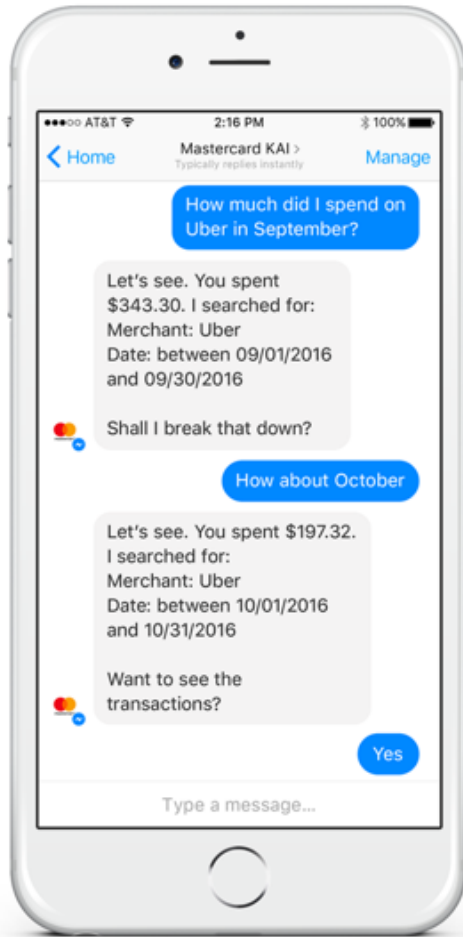 AT&T 2:16 PM 100%
Home Mastercard KAI > Manage
Typically replies instantly
How much did I spend on
Uber in September?
Let's see. You spent
$343.30. I searched for:
Merchant: Uber
Date: between 09/01/2016
and 09/30/2016
Shall I break that down?
How about October
Let's see. You spent $197.32.
I searched for:
Merchant: Uber
Date: between 10/01/2016
and 10/31/2016
Want to see the
transactions?
Yes
Type a message...